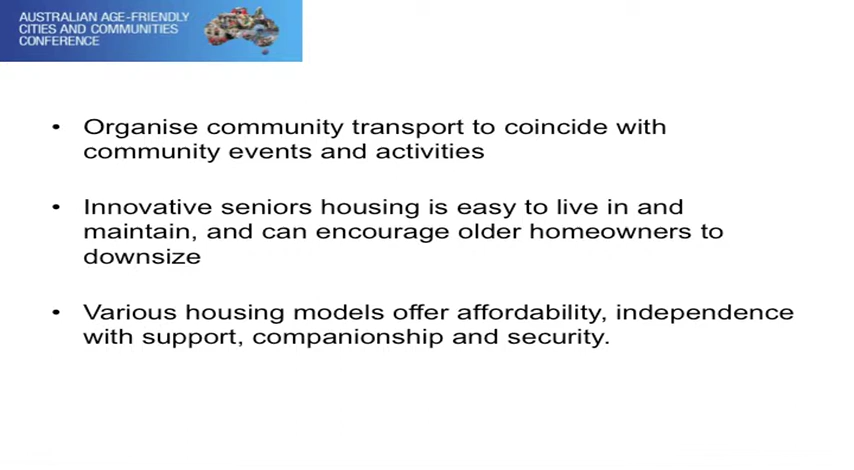 AUSTRALIAN AGE-FRIENDLY
CITIES AND COMMUNITIES
CONFERENCE
• Organise community transport to coincide with
community events and activities
• Innovative seniors housing is easy to live in and
maintain, and can encourage older homeowners to
downsize
• Various housing models offer affordability, independence
with support, companionship and security.